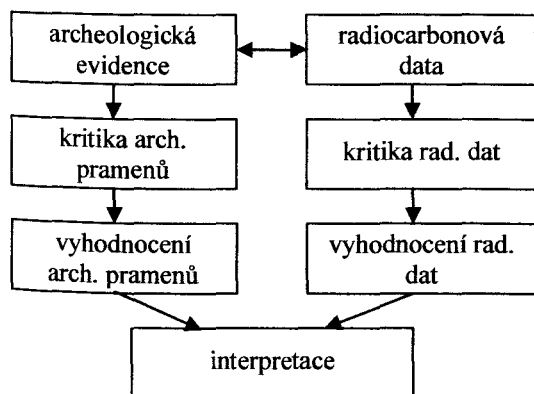 archeologická
evidence
radiocarbonová
data
kritika arch.
pramenů
kritika rad. dat
vyhodnocení
arch. pramenů
vyhodnocení rad.
dat
interpretace